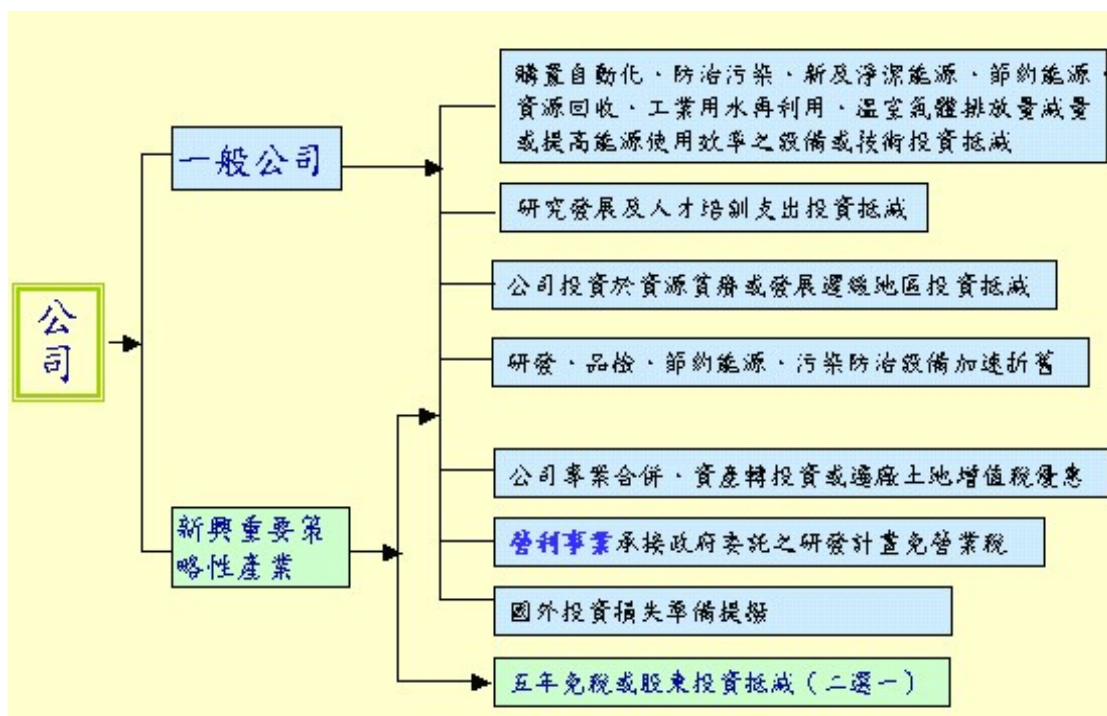 公
司
一般公司
新興重要策
略性產業
購置自動化、防治污染、新及淨潔能源、節約能源、
資源回收、工業用水再利用、溫室氣體排放量減量
或提高能源使用效率之設備或技術投資抵減
研究發展及人才培訓支出投資抵減
公司投資於資源貧瘠或發展遲緩地區投資抵減
研發、品檢、節約能源、污染防治設備加速折舊
公司事業合併、資產轉投資或遷廠土地增值稅優惠
營利事業承接政府委託之研發計畫免營業稅
國外投資損失準備提撥
五年免稅或股東投資抵減（二選一）